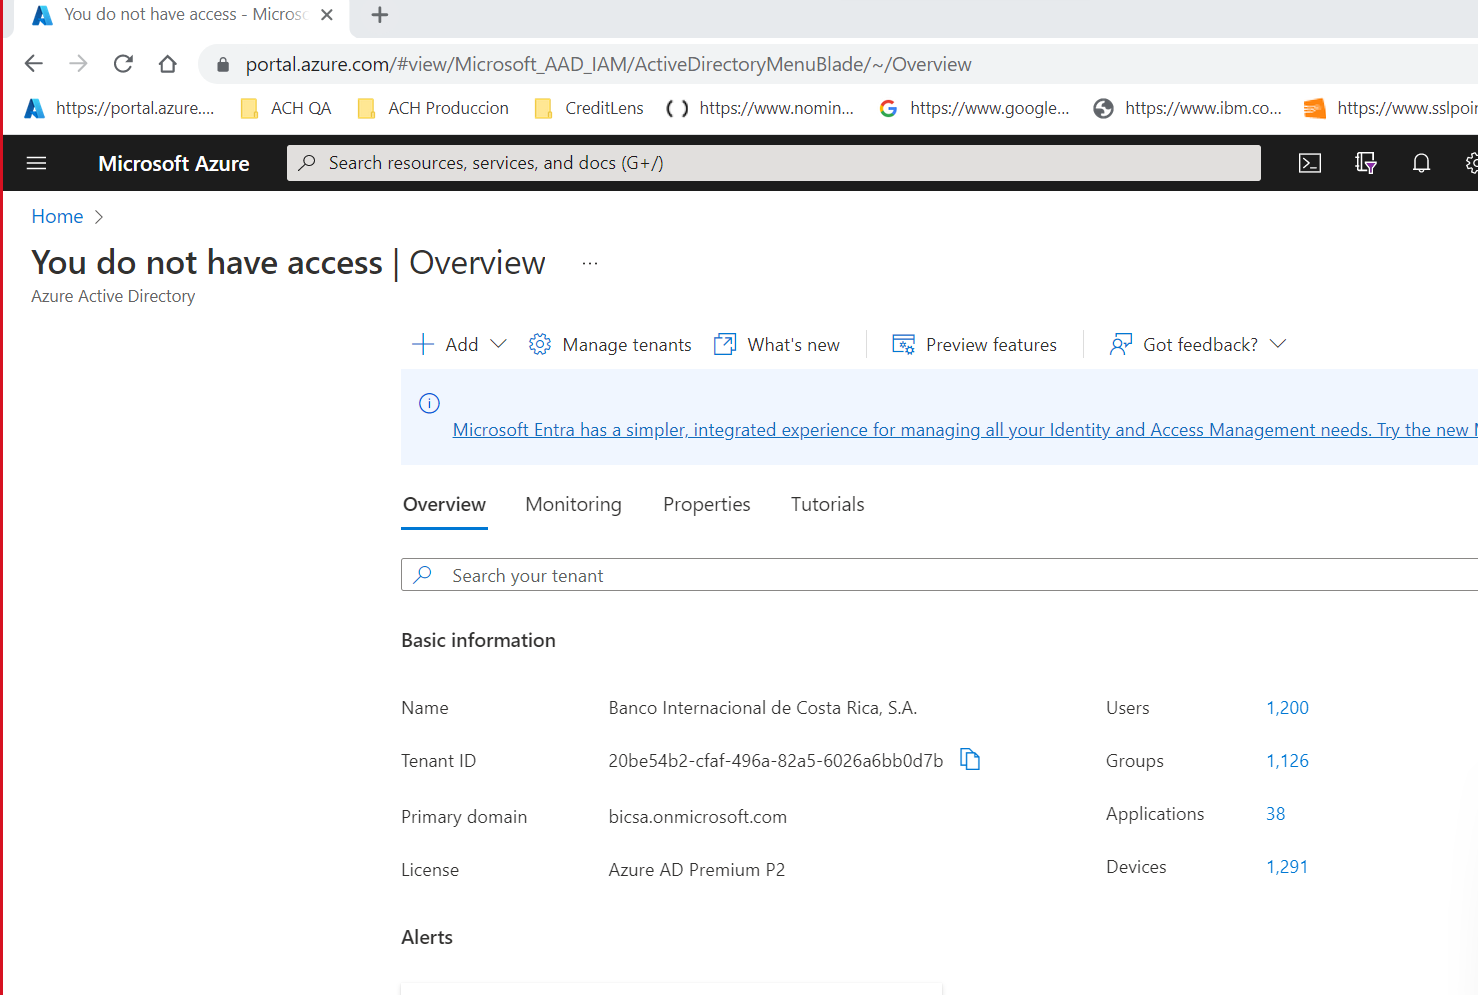 You do not have access - Microso
portal.azure.com/#view/Microsoft_AAD_IAM/ActiveDirectoryMenuBlade/~/Overview
https://portal.azure.... ACH QA ACH Produccion CreditLens https://www.nomin... https://www.google... https://www.ibm.co... https://www.sslpoin
Microsoft Azure Search resources, services, and docs (G+/)
Home
You do not have access | Overview ...
Azure Active Directory
Add Manage tenants What's new Preview features Got feedback?
Microsoft Entra has a simpler, integrated experience for managing all your Identity and Access Management needs. Try the new
Overview Monitoring Properties Tutorials
Search your tenant
Basic information
Name Banco Internacional de Costa Rica, S.A. Users 1,200
Tenant ID 20be54b2-cfaf-496a-82a5-6026a6bb0d7b Groups 1,126
Primary domain bicsa.onmicrosoft.com Applications 38
License Azure AD Premium P2 Devices 1,291
Alerts